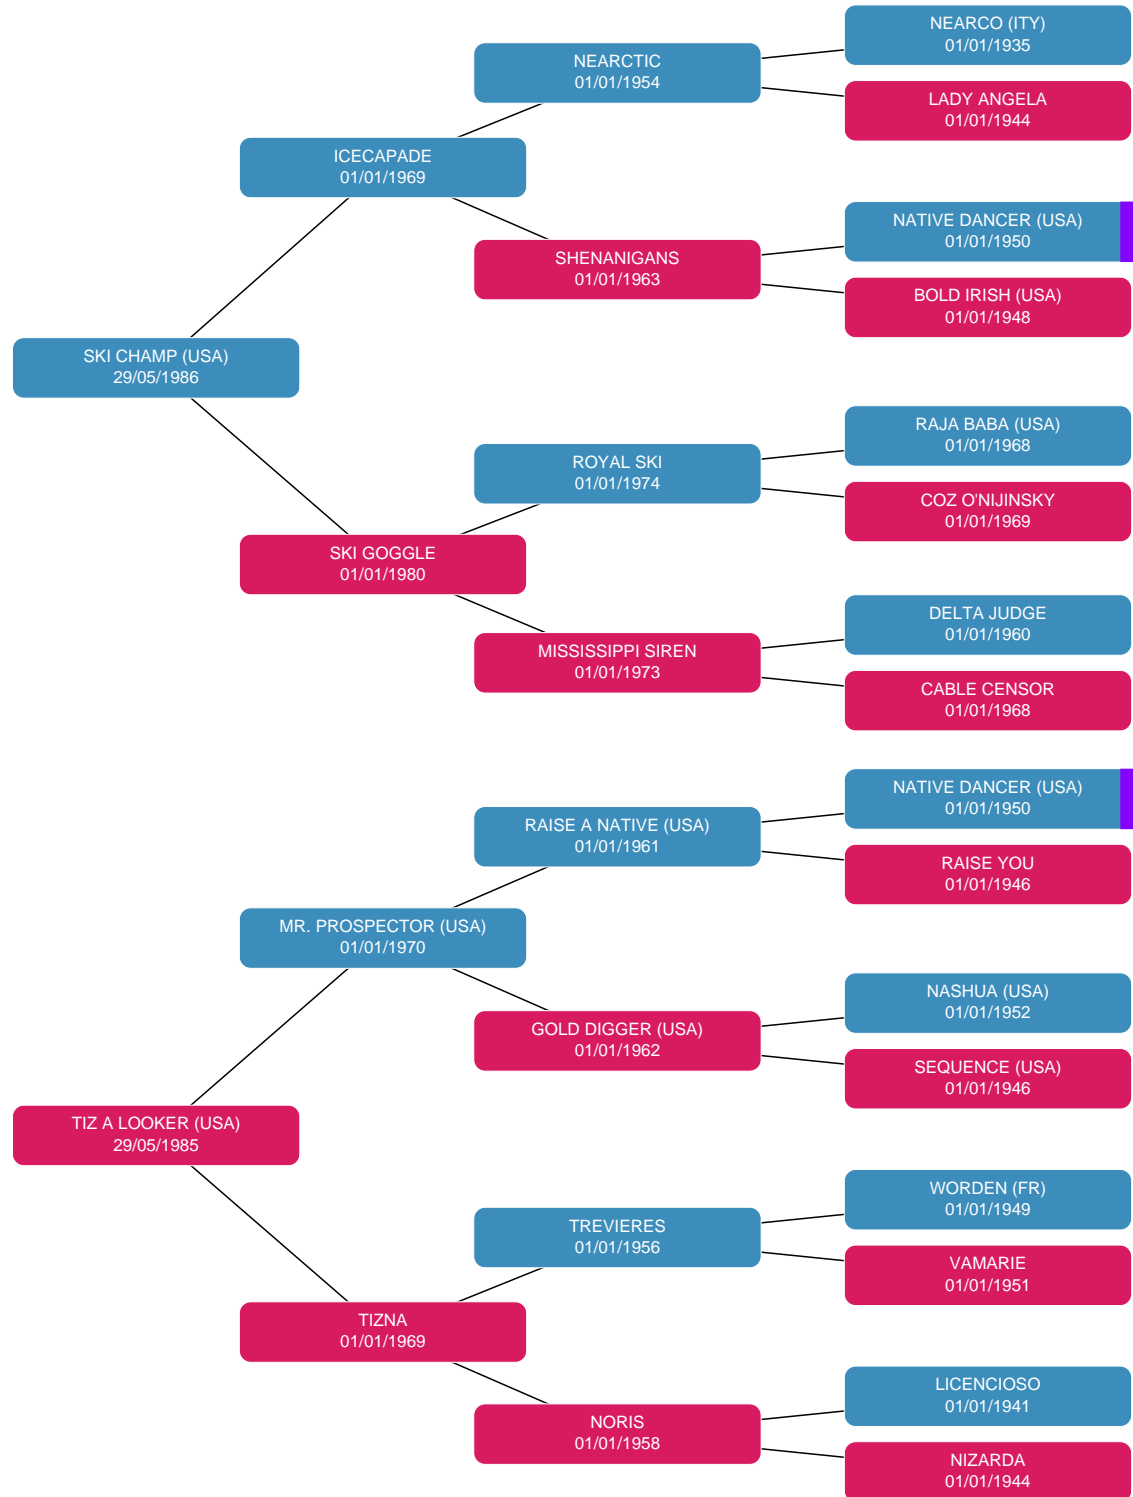 NEARCO (ITY)
01/01/1935
NEARCTIC
01/01/1954
LADY ANGELA
01/01/1944
ICECAPADE
01/01/1969
NATIVE DANCER (USA)
01/01/1950
SHENANIGANS
01/01/1963
BOLD IRISH (USA)
01/01/1948
SKI CHAMP (USA)
29/05/1986
RAJA BABA (USA)
01/01/1968
ROYAL SKI
01/01/1974
COZ O'NIJINSKY
01/01/1969
SKI GOGGLE
01/01/1980
DELTA JUDGE
01/01/1960
MISSISSIPPI SIREN
01/01/1973
CABLE CENSOR
01/01/1968
NATIVE DANCER (USA)
01/01/1950
RAISE A NATIVE (USA)
01/01/1961
RAISE YOU
01/01/1946
MR. PROSPECTOR (USA)
01/01/1970
NASHUA (USA)
01/01/1952
GOLD DIGGER (USA)
01/01/1962
SEQUENCE (USA)
01/01/1946
TIZ A LOOKER (USA)
29/05/1985
WORDEN (FR)
01/01/1949
TREVIERES
01/01/1956
VAMARIE
01/01/1951
TIZNA
01/01/1969
LICENCIOSO
01/01/1941
NORIS
01/01/1958
NIZARDA
01/01/1944